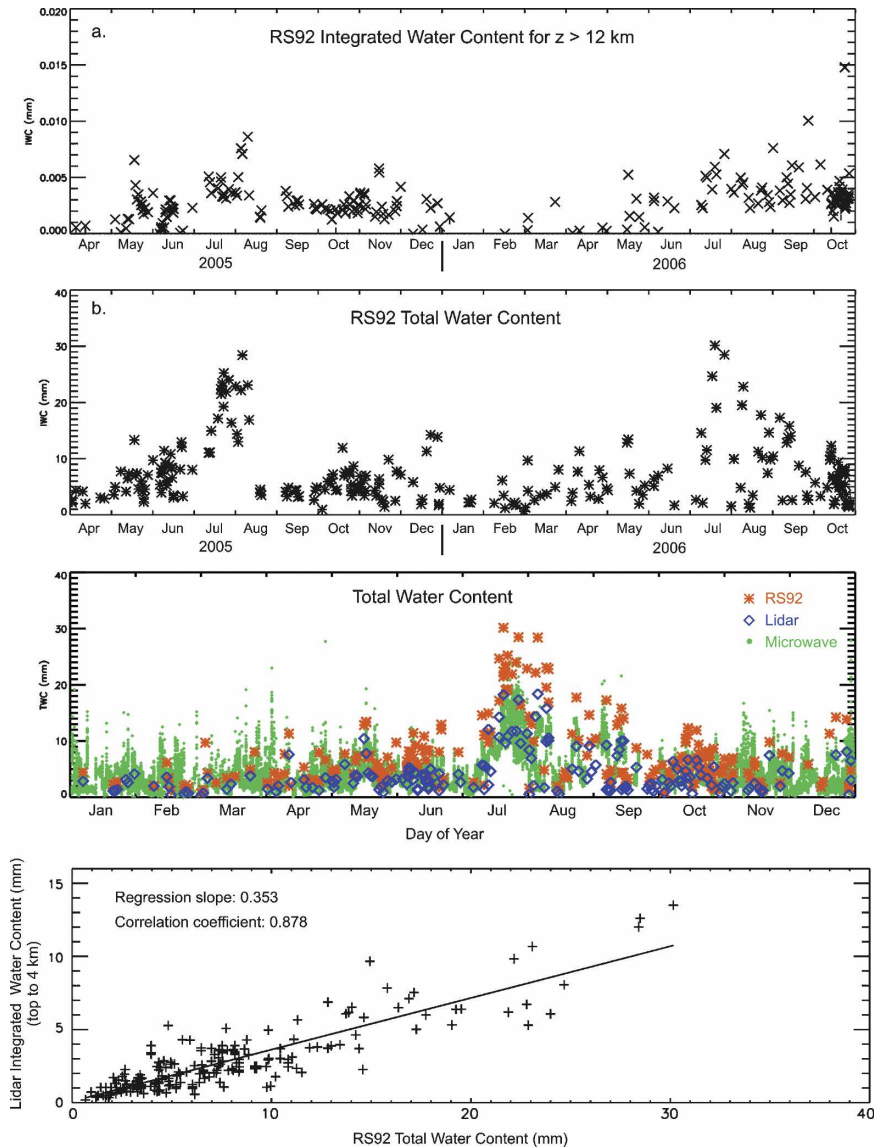 a.
RS92 Integrated Water Content for z > 12 km
0.020
0.015
0.010
0.005
0.000
IWC (mm)
Apr May Jun Jul Aug Sep Oct Nov Dec Jan Feb Mar Apr May Jun Jul Aug Sep Oct
2005 2006
b.
RS92 Total Water Content
40
30
20
10
0
IWC (mm)
Apr May Jun Jul Aug Sep Oct Nov Dec Jan Feb Mar Apr May Jun Jul Aug Sep Oct
2005 2006
Total Water Content
RS92
Lidar
Microwave
40
30
20
10
0
TWC (mm)
Jan Feb Mar Apr May Jun Jul Aug Sep Oct Nov Dec
Day of Year
Regression slope: 0.353
Correlation coefficient: 0.878
15
10
5
0
Lidar Integrated Water Content (mm)
(top to 4 km)
0 10 20 30 40
RS92 Total Water Content (mm)